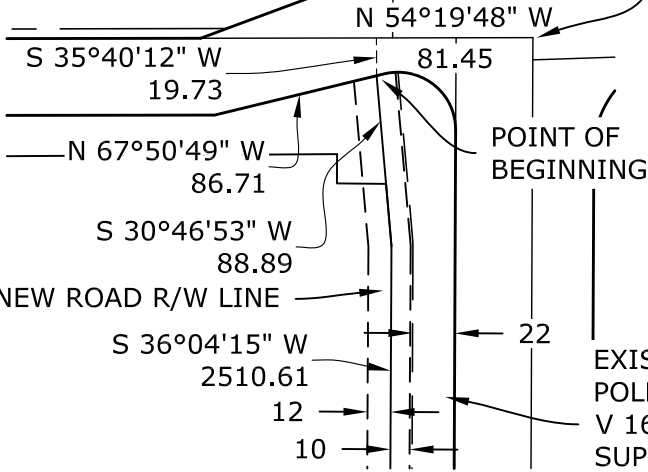 N 54°19'48" W
81.45
S 35°40'12" W
19.73
POINT OF
BEGINNING
N 67°50'49" W
86.71
S 30°46'53" W
88.89
NEW ROAD R/W LINE
S 36°04'15" W
2510.61
22
12
10
V 16